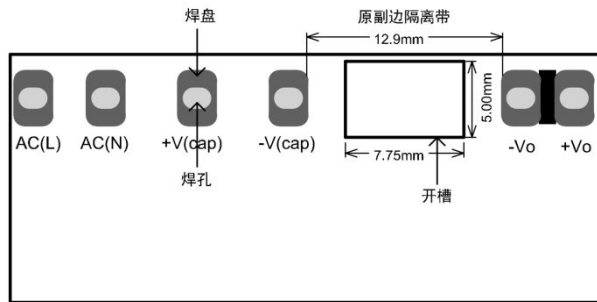 焊盘
原副边隔离带
12.9mm
5.00mm
AC(L) AC(N) +V(cap) -V(cap) -Vo +Vo
7.75mm
焊孔
开槽